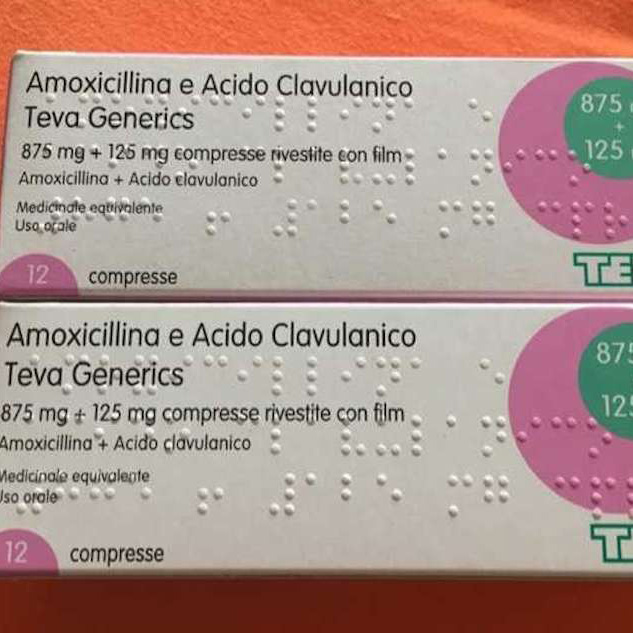 Amoxicillina e Acido Clavulanico
Teva Generics
875 mg + 125 mg compresse rivestite con film
Amoxicillina + Acido clavulanico
Medicinale equivalente
Uso orale
12 compresse
875
+
125
TE
Amoxicillina e Acido Clavulanico
Teva Generics
875 mg + 125 mg compresse rivestite con film
Amoxicillina + Acido clavulanico
Medicinale equivalente
Uso orale
12 compresse
875
125